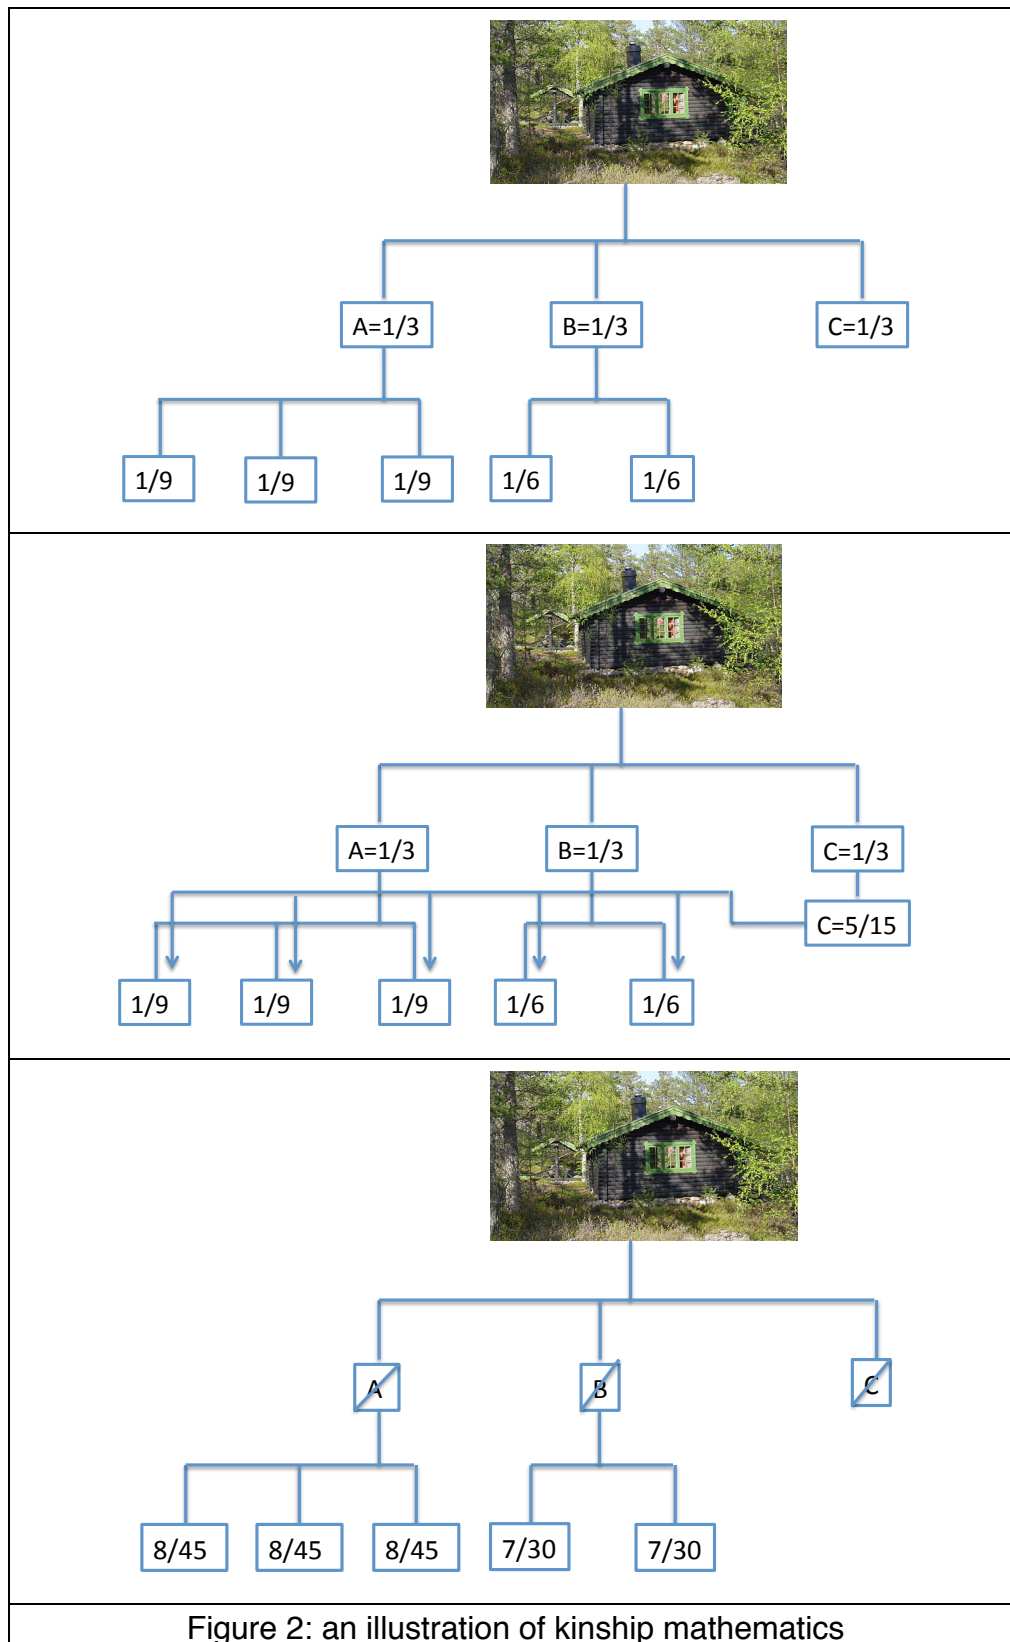 A=1/3 B=1/3 C=1/3
1/9 1/9 1/9 1/6 1/6
A=1/3 B=1/3 C=1/3
C=5/15
1/9 1/9 1/9 1/6 1/6
A B C
8/45 8/45 8/45 7/30 7/30
Figure 2: an illustration of kinship mathematics